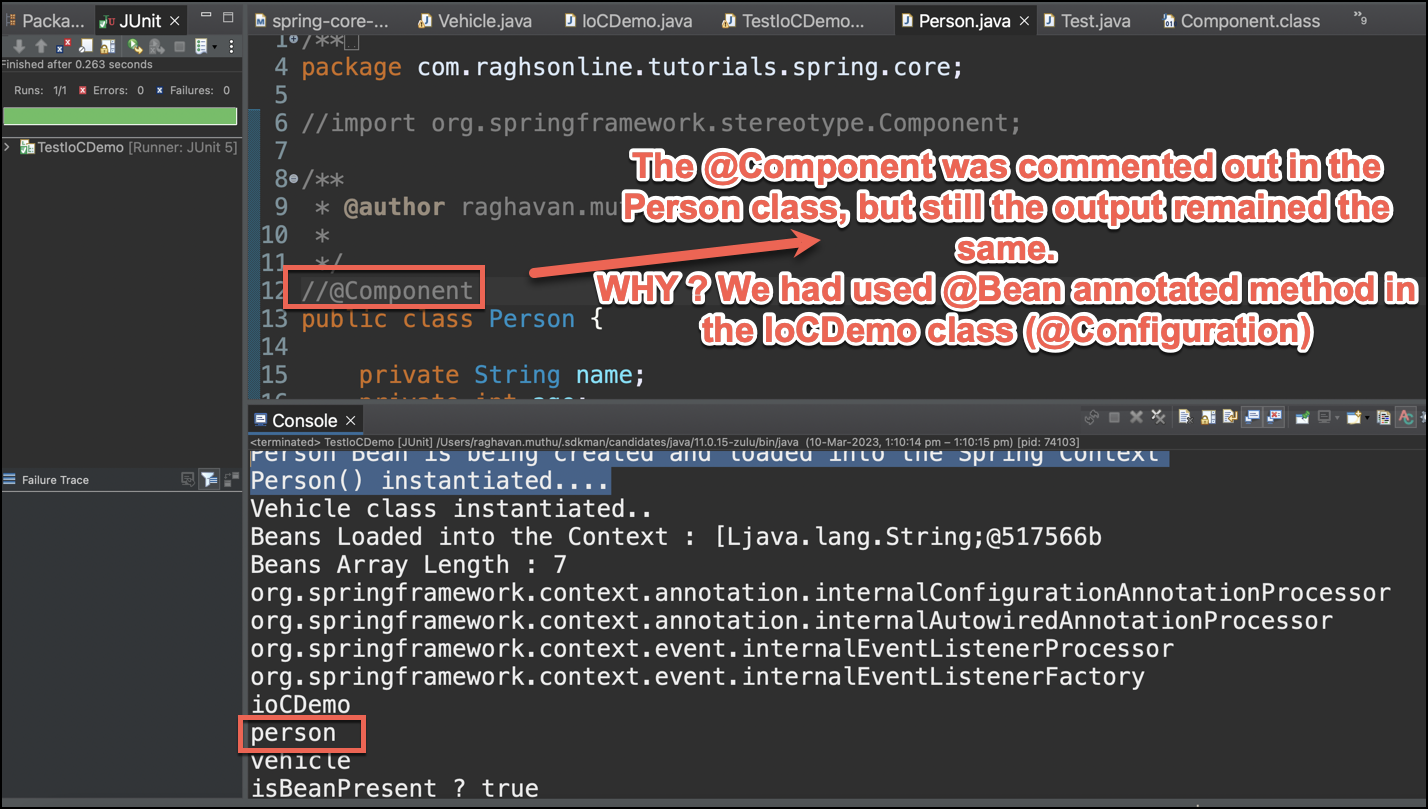 Packa...
JUnit
spring-core-...
Vehicle.java
IoCDemo.java
TestIoCDemo...
Person.java
Test.java
Component.class
9
Finished after 0.263 seconds
Runs: 1/1
Errors: 0
Failures: 0
TestIoCDemo [Runner: JUnit 5]
Failure Trace
1 /**
4 package com.raghsonline.tutorials.spring.core;
5
6 //import org.springframework.stereotype.Component;
7
8 /**
9 * @author raghavan.mu
10 *
11 */
12 //@Component
13 public class Person {
14
15 private String name;
16 private int age;
The @Component was commented out in the
Person class, but still the output remained the
same.
WHY ? We had used @Bean annotated method in
the IoCDemo class (@Configuration)
Console
<terminated> TestIoCDemo [JUnit] /Users/raghavan.muthu/.sdkman/candidates/java/11.0.15-zulu/bin/java (10-Mar-2023, 1:10:14 pm – 1:10:15 pm) [pid: 74103]
Person Bean is being created and loaded into the Spring Context
Person() instantiated....
Vehicle class instantiated..
Beans Loaded into the Context : [Ljava.lang.String;@517566b
Beans Array Length : 7
org.springframework.context.annotation.internalConfigurationAnnotationProcessor
org.springframework.context.annotation.internalAutowiredAnnotationProcessor
org.springframework.context.event.internalEventListenerProcessor
org.springframework.context.event.internalEventListenerFactory
ioCDemo
person
vehicle
isBeanPresent ? true